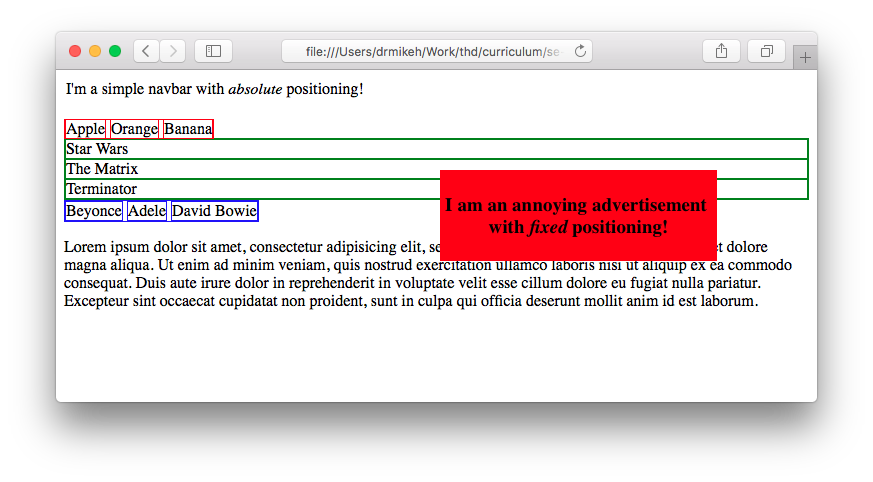 file:///Users/drmikeh/Work/thd/curriculum/se
I'm a simple navbar with absolute positioning!
Apple Orange Banana
Star Wars
The Matrix
Terminator
Beyonce Adele David Bowie
I am an annoying advertisement
with fixed positioning!
Lorem ipsum dolor sit amet, consectetur adipisicing elit, se et dolore
magna aliqua. Ut enim ad minim veniam, quis nostrud exercitation ullamco laboris nisi ut aliquip ex ea commodo
consequat. Duis aute irure dolor in reprehenderit in voluptate velit esse cillum dolore eu fugiat nulla pariatur.
Excepteur sint occaecat cupidatat non proident, sunt in culpa qui officia deserunt mollit anim id est laborum.